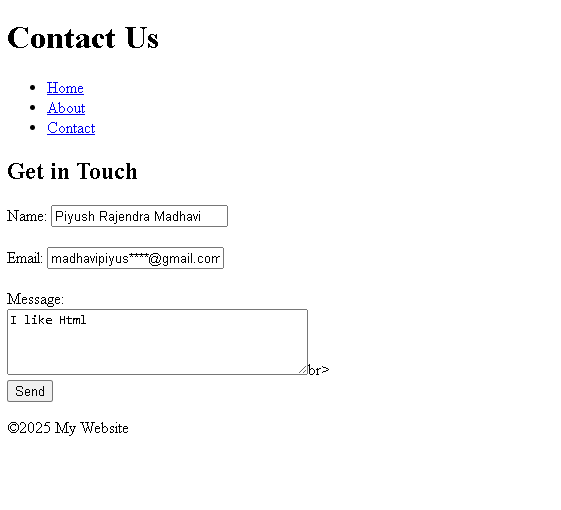 Contact Us
Home
About
Contact
Get in Touch
Name: Piyush Rajendra Madhavi
Email: madhavipiyus****@gmail.com
Message:
I like Html
br>
Send
©2025 My Website